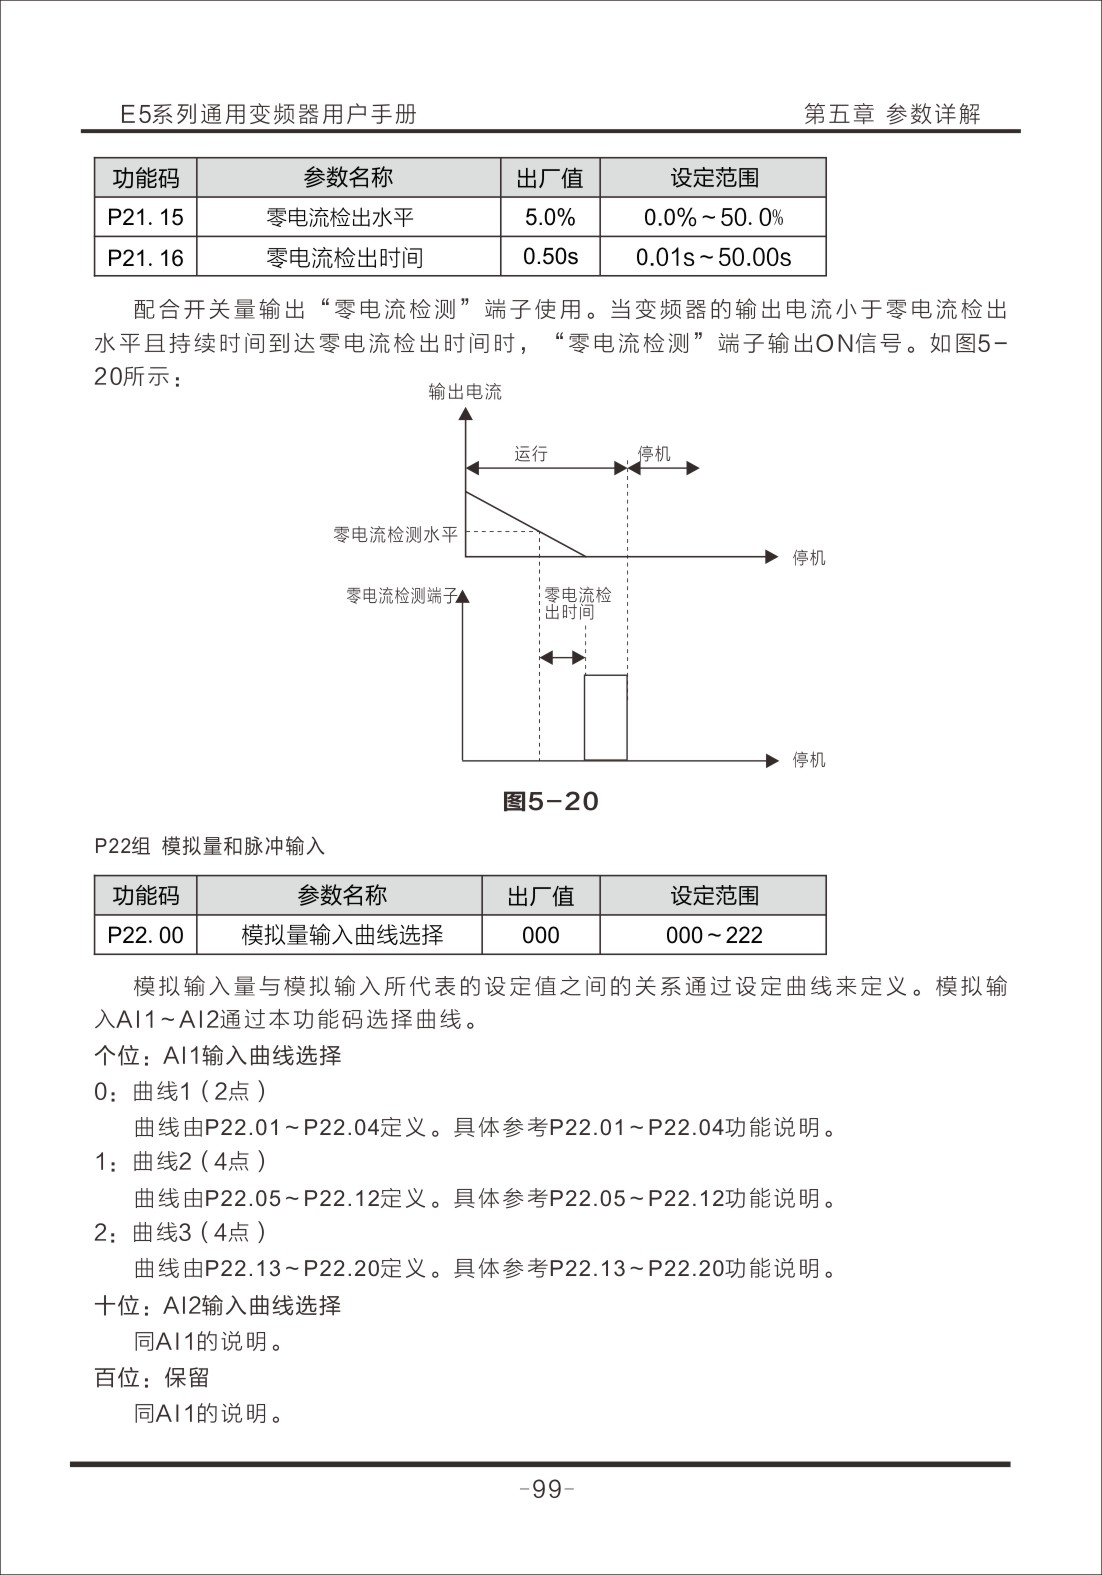 E5系列通用变频器用户手册 第五章 参数详解
功能码 参数名称 出厂值 设定范围
P21.15 零电流检出水平 5.0% 0.0%～50.0%
P21.16 零电流检出时间 0.50s 0.01s～50.00s
配合开关量输出“零电流检测”端子使用。当变频器的输出电流小于零电流检出
水平且持续时间到达零电流检出时间时，“零电流检测”端子输出ON信号。如图5-
20所示：
输出电流
运行 停机
零电流检测水平
停机
零电流检测端子 零电流检
出时间
停机
图5-20
P22组 模拟量和脉冲输入
功能码 参数名称 出厂值 设定范围
P22.00 模拟量输入曲线选择 000 000～222
模拟输入量与模拟输入所代表的设定值之间的关系通过设定曲线来定义。模拟输
入AI1～AI2通过本功能码选择曲线。
个位：AI1输入曲线选择
0：曲线1（2点）
曲线由P22.01～P22.04定义。具体参考P22.01～P22.04功能说明。
1：曲线2（4点）
曲线由P22.05～P22.12定义。具体参考P22.05～P22.12功能说明。
2：曲线3（4点）
曲线由P22.13～P22.20定义。具体参考P22.13～P22.20功能说明。
十位：AI2输入曲线选择
同AI1的说明。
百位：保留
同AI1的说明。
-99-